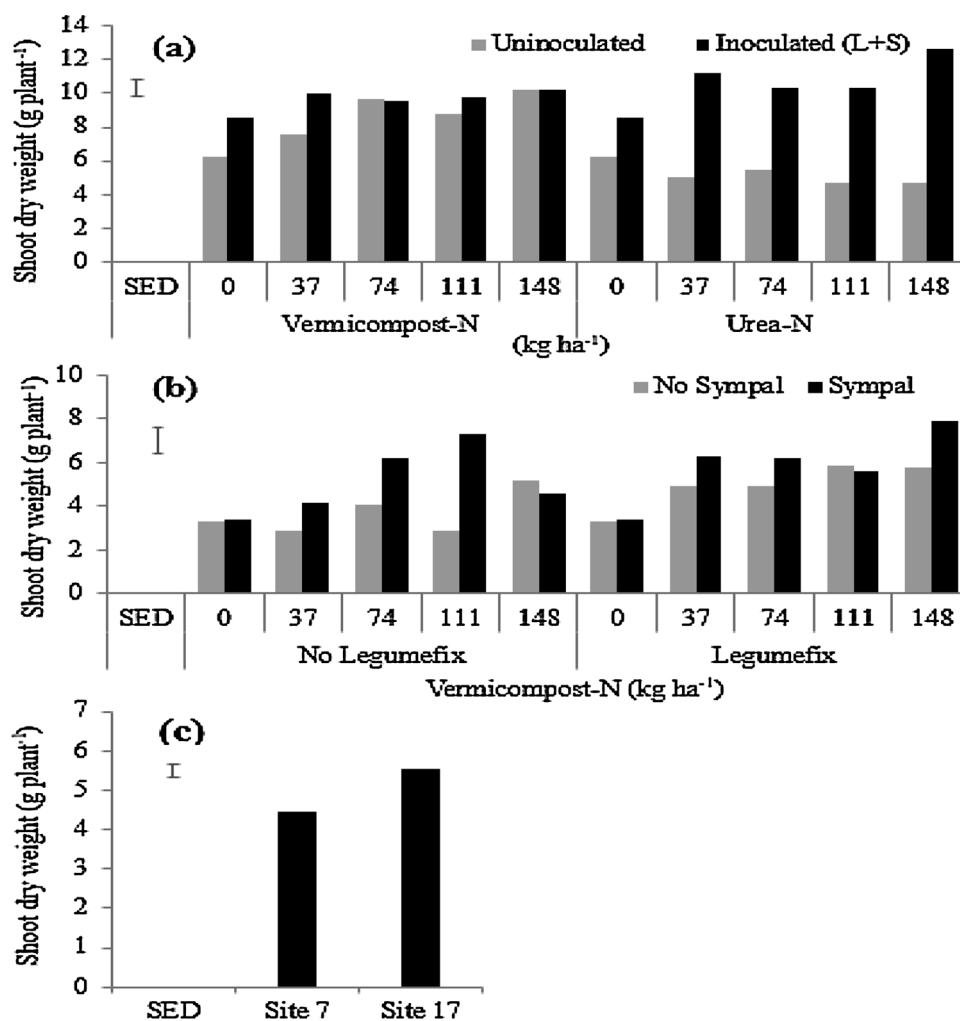 14
12
10
8
6
4
2
0
Shoot dry weight (g plant⁻¹)
(a)
Uninoculated Inoculated (L+S)
SED 0 37 74 111 148 0 37 74 111 148
Vermicompost-N Urea-N
(kg ha⁻¹)
10
8
6
4
2
0
Shoot dry weight (g plant⁻¹)
(b)
No Sympal Sympal
SED 0 37 74 111 148 0 37 74 111 148
No Legumefix Legumefix
Vermicompost-N (kg ha⁻¹)
7
6
5
4
3
2
1
0
Shoot dry weight (g plant⁻¹)
(c)
SED Site 7 Site 17